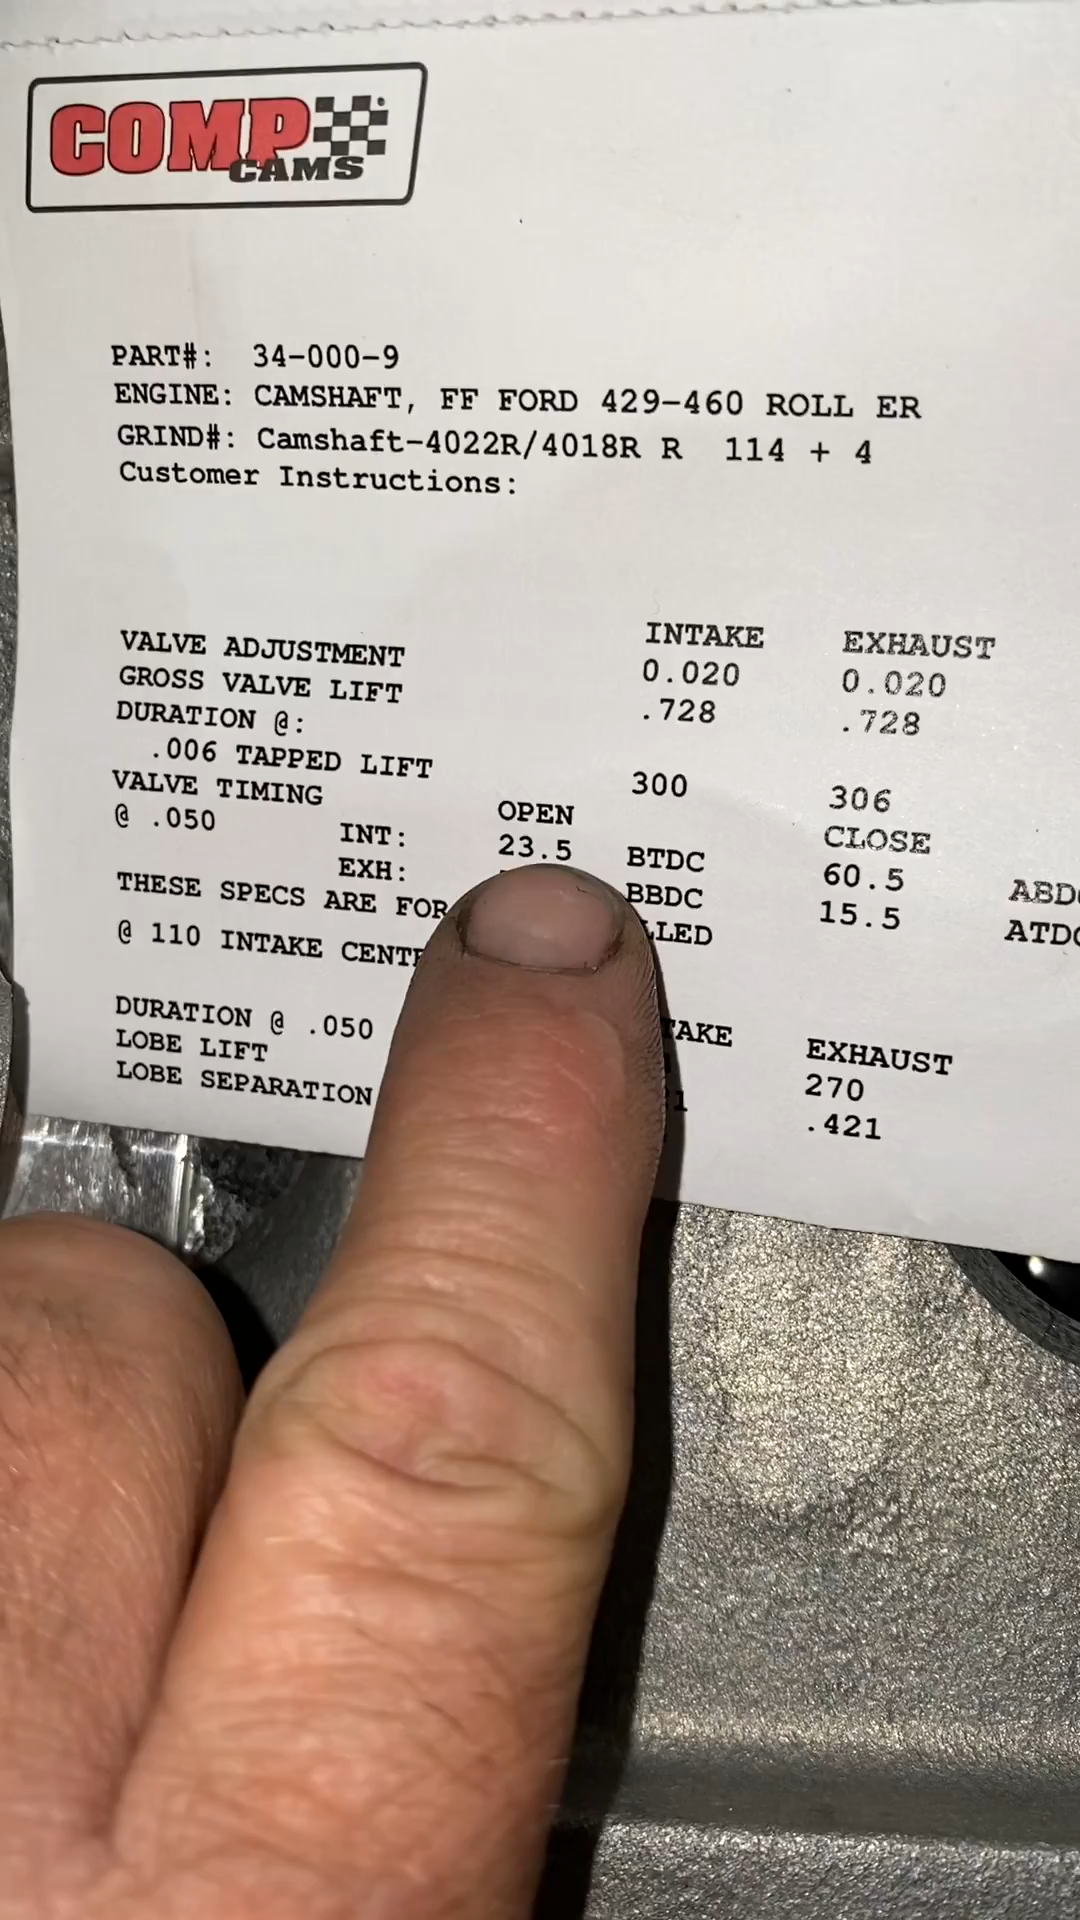 COMP
CAMS
PART#: 34-000-9
ENGINE: CAMSHAFT, FF FORD 429-460 ROLL ER
GRIND#: Camshaft-4022R/4018R R 114 + 4
Customer Instructions:
INTAKE EXHAUST
VALVE ADJUSTMENT 0.020 0.020
GROSS VALVE LIFT .728 .728
DURATION @:
.006 TAPPED LIFT 300 306
VALVE TIMING OPEN CLOSE
@ .050 INT: 23.5 BTDC 60.5
EXH: BBDC 15.5
THESE SPECS ARE FOR
@ 110 INTAKE
EXHAUST
DURATION @ .050 270
LOBE LIFT .421
LOBE SEPARATION